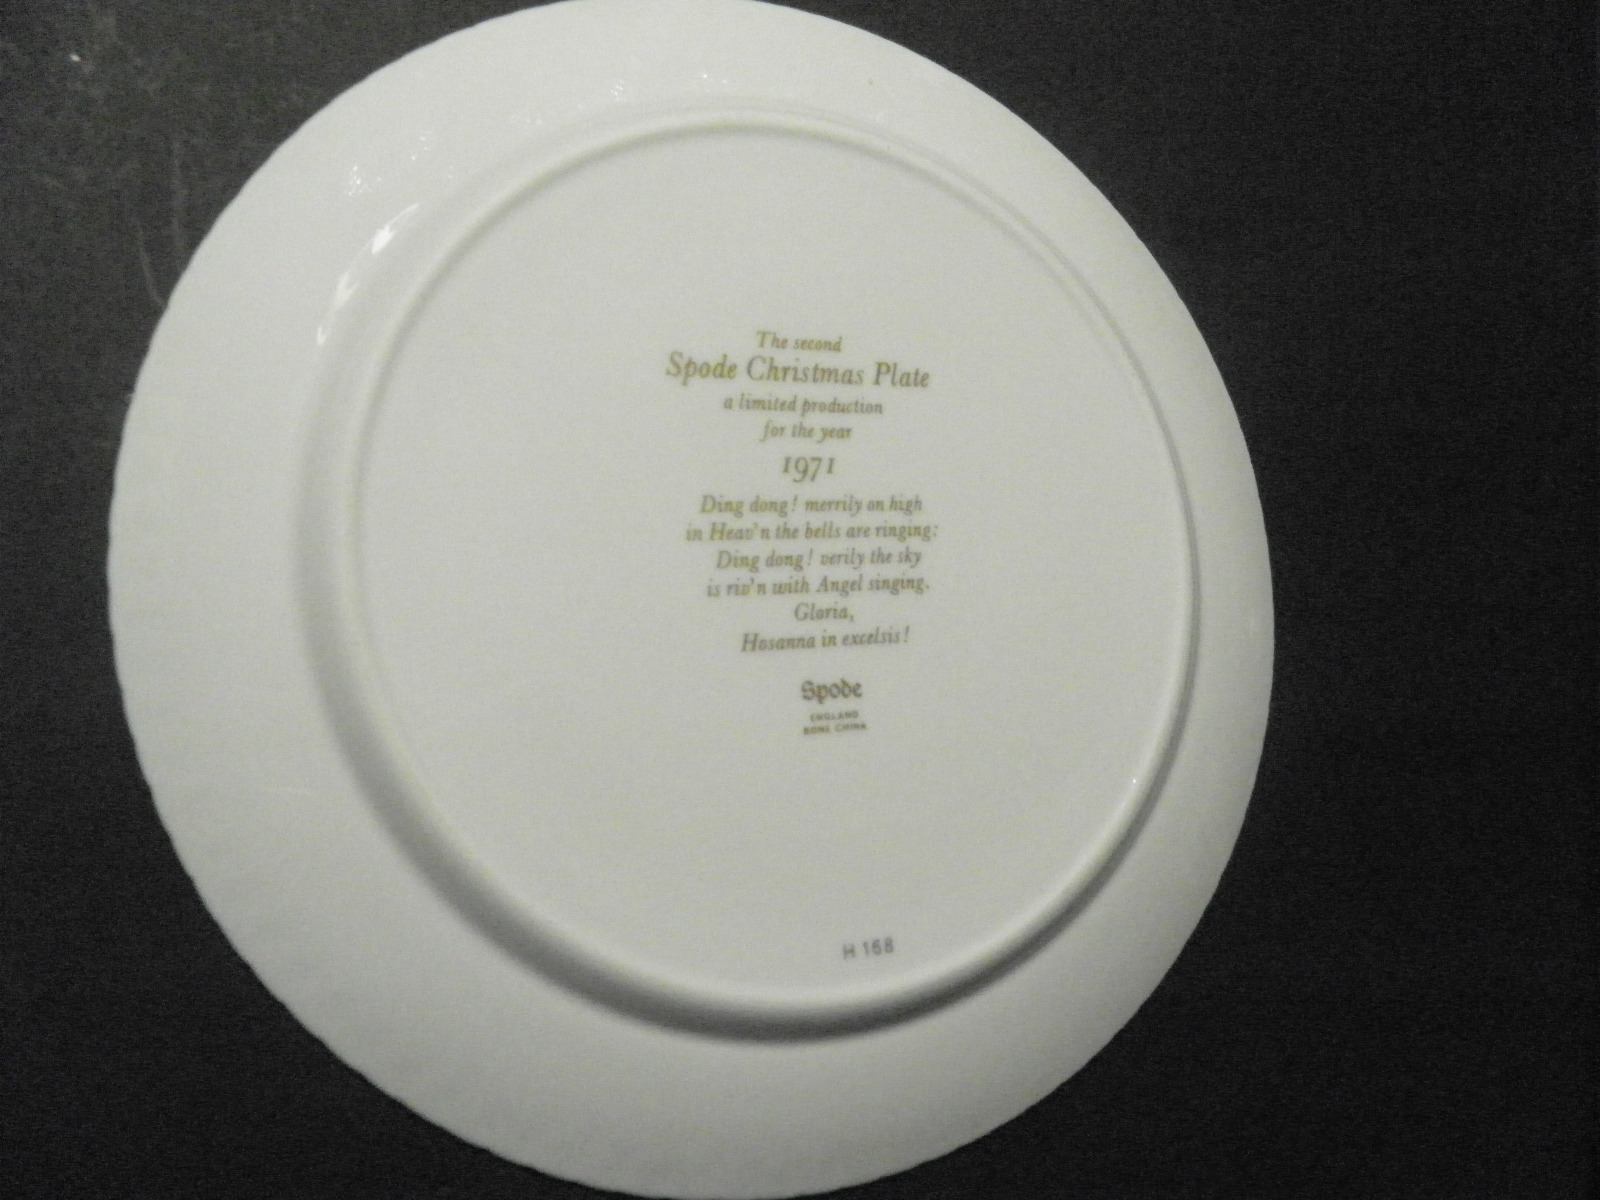 The second
Spode Christmas Plate
a limited production
for the year
1971
Ding dong! merrily on high
in Heav'n the bells are ringing:
Ding dong! verily the sky
is riv'n with Angel singing.
Gloria,
Hosanna in excelsis!
Spode
ENGLAND
BONE CHINA
H 168